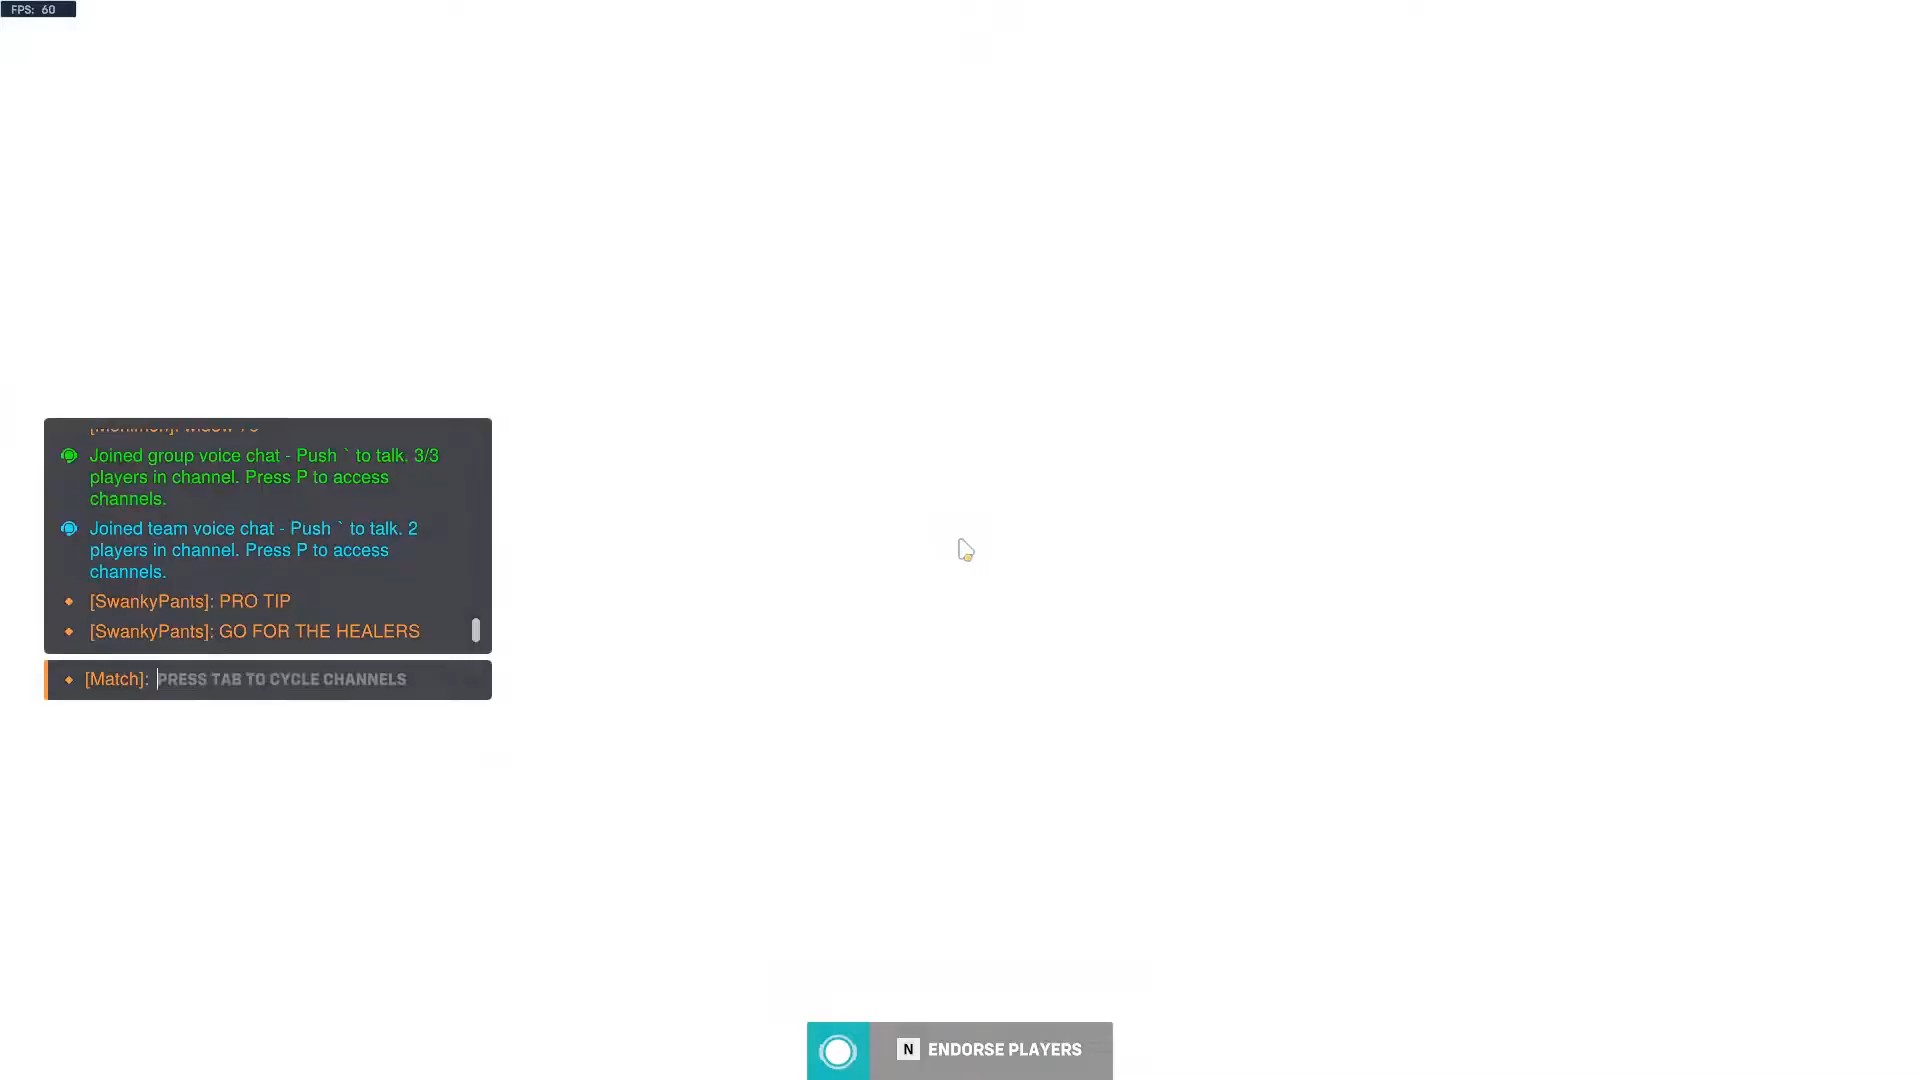 FPS: 60
Joined group voice chat - Push ` to talk. 3/3
players in channel. Press P to access
channels.
Joined team voice chat - Push ` to talk. 2
players in channel. Press P to access
channels.
[SwankyPants]: PRO TIP
[SwankyPants]: GO FOR THE HEALERS
[Match]: PRESS TAB TO CYCLE CHANNELS
N ENDORSE PLAYERS